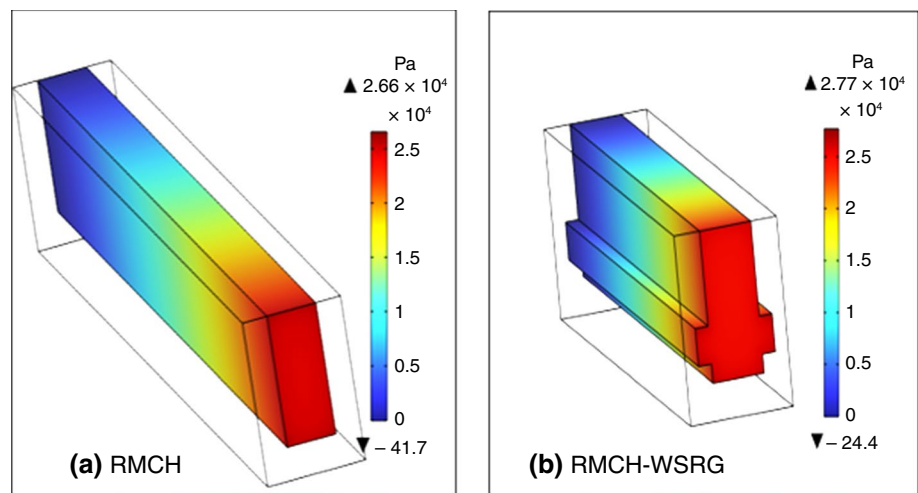 Pa
▲ 2.66 × 10⁴
× 10⁴
2.5
2
1.5
1
0.5
0
▼ – 41.7
(a) RMCH
Pa
▲ 2.77 × 10⁴
× 10⁴
2.5
2
1.5
1
0.5
0
▼ – 24.4
(b) RMCH-WSRG